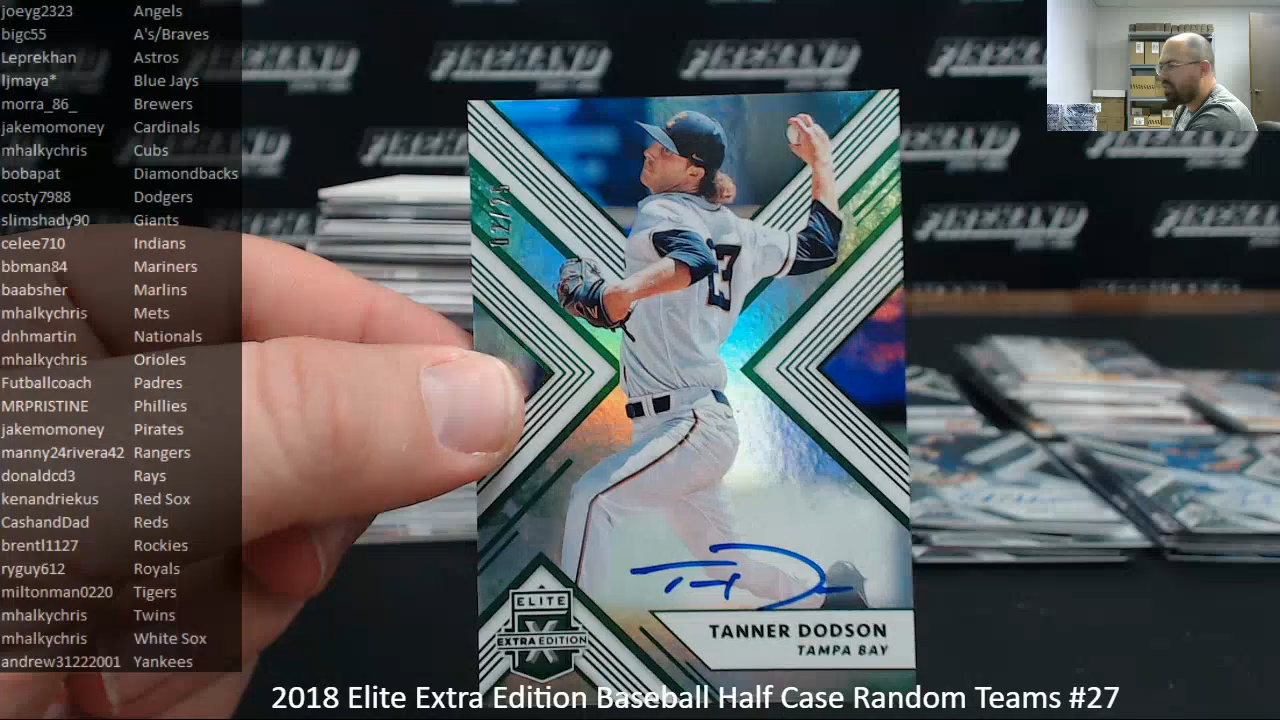 joeyg2323 Angels
bigc55 A's/Braves
Leprekhan Astros
ljmaya* Blue Jays
morra_86_ Brewers
jakemomoney Cardinals
mhalkychris Cubs
bobapat Diamondbacks
costy7988 Dodgers
slimshady90 Giants
celee710 Indians
bbman84 Mariners
baabsher Marlins
mhalkychris Mets
dnhmartin Nationals
mhalkychris Orioles
Futballcoach Padres
MRPRISTINE Phillies
jakemomoney Pirates
manny24rivera42 Rangers
donaldcd3 Rays
kenandriekus Red Sox
CashandDad Reds
brentl1127 Rockies
ryguy612 Royals
miltonman0220 Tigers
mhalkychris Twins
mhalkychris White Sox
andrew31222001 Yankees
02/25
23
ELITE
EXTRA EDITION
X
TANNER DODSON
TAMPA BAY
2018 Elite Extra Edition Baseball Half Case Random Teams #27